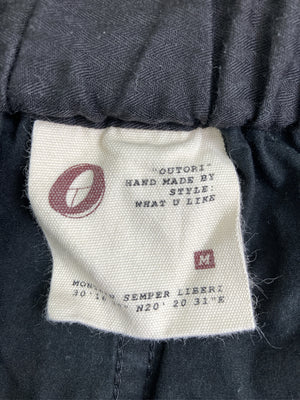 "OUTORI"
HAND MADE BY
STYLE:
WHAT U LIKE
M
SEMPER LIBERI
N20' 20 31"E